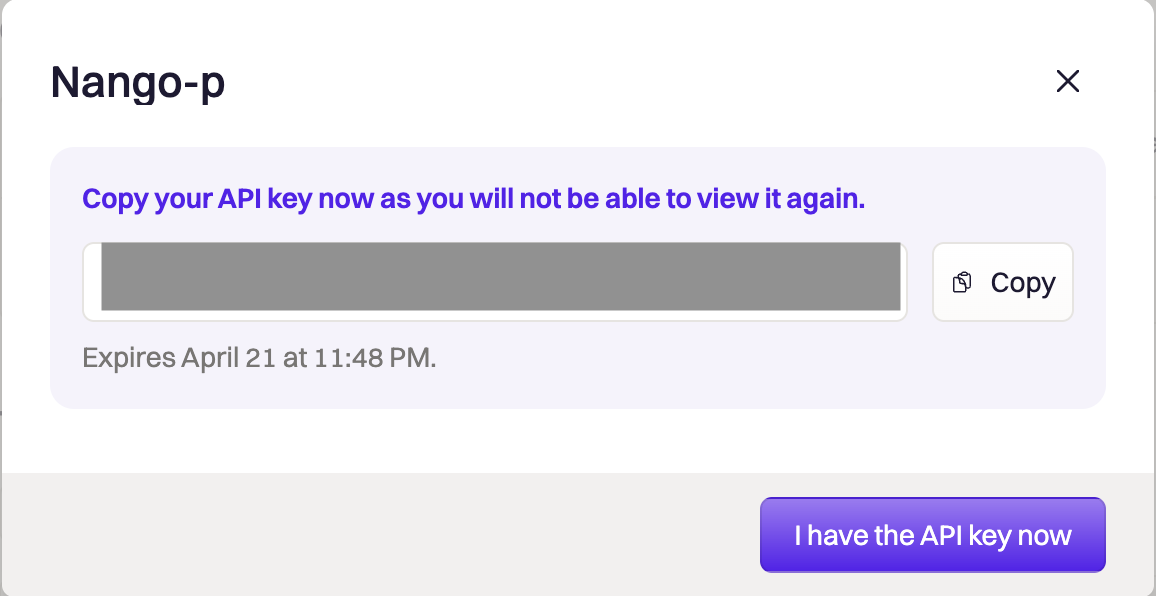 Nango-p
Copy your API key now as you will not be able to view it again.
Copy
Expires April 21 at 11:48 PM.
I have the API key now